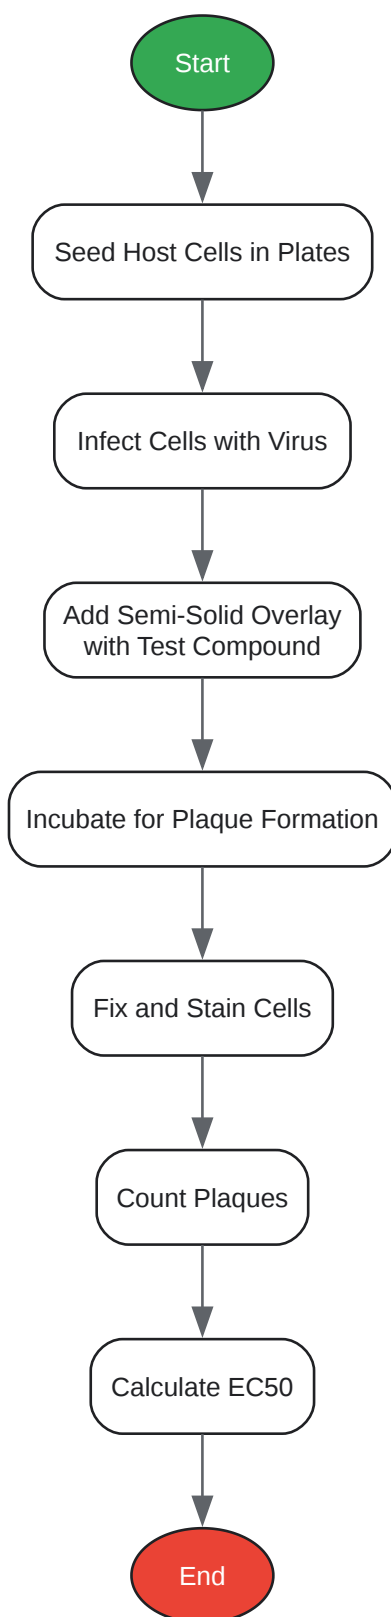 Start
Seed Host Cells in Plates
Infect Cells with Virus
Add Semi-Solid Overlay
with Test Compound
Incubate for Plaque Formation
Fix and Stain Cells
Count Plaques
Calculate EC50
End